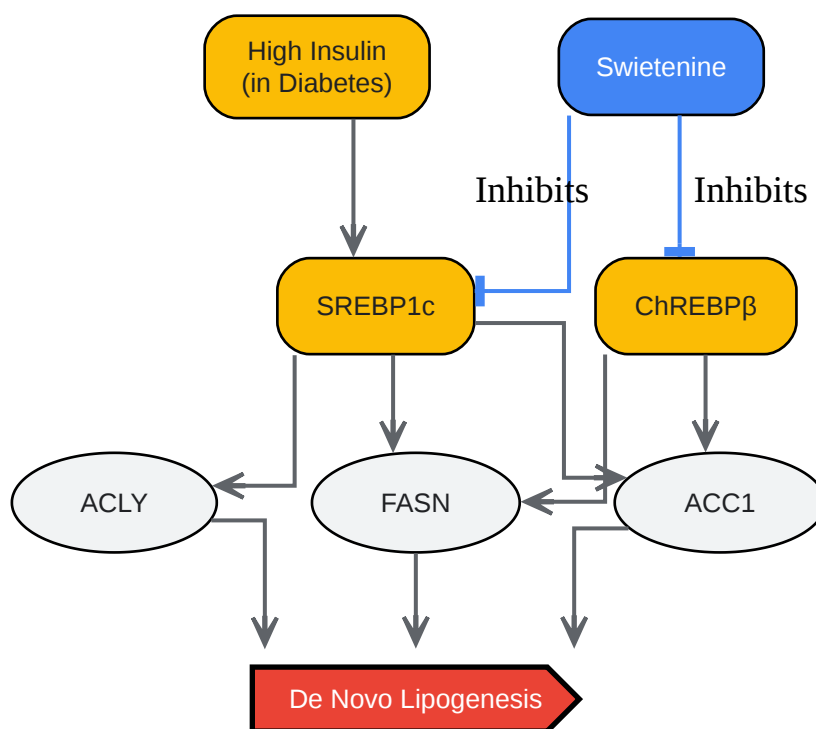 High Insulin
(in Diabetes)
Swietenine
Inhibits
Inhibits
SREBP1c
ChREBPβ
ACLY
FASN
ACC1
De Novo Lipogenesis